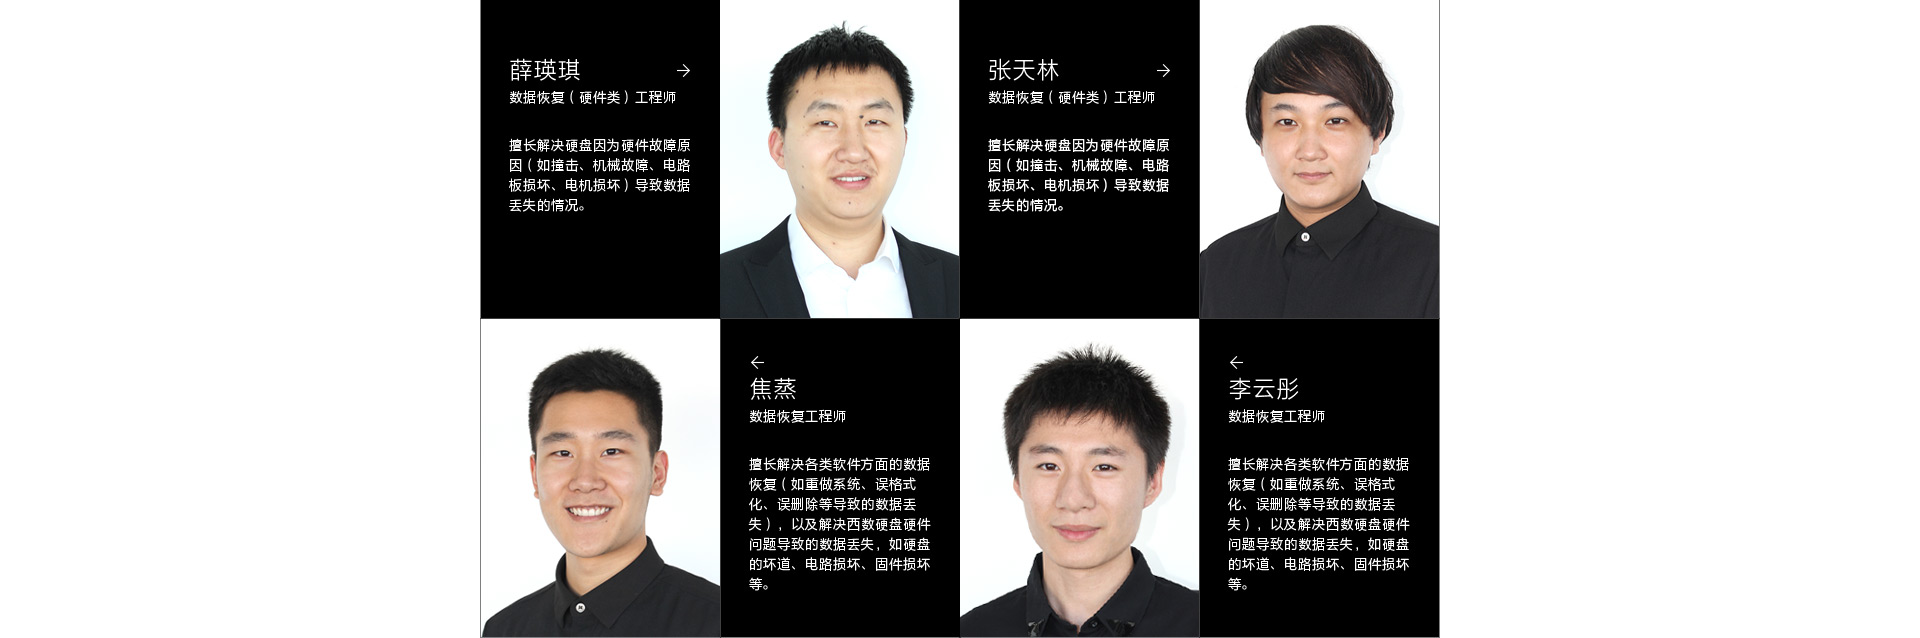 薛瑛琪 →
数据恢复（硬件类）工程师
擅长解决硬盘因为硬件故障原
因（如撞击、机械故障、电路
板损坏、电机损坏）导致数据
丢失的情况。
张天林 →
数据恢复（硬件类）工程师
擅长解决硬盘因为硬件故障原
因（如撞击、机械故障、电路
板损坏、电机损坏）导致数据
丢失的情况。
←
焦蒸
数据恢复工程师
擅长解决各类软件方面的数据
恢复（如重做系统、误格式
化、误删除等导致的数据丢
失），以及解决西数硬盘硬件
问题导致的数据丢失，如硬盘
的坏道、电路损坏、固件损坏
等。
←
李云彤
数据恢复工程师
擅长解决各类软件方面的数据
恢复（如重做系统、误格式
化、误删除等导致的数据丢
失），以及解决西数硬盘硬件
问题导致的数据丢失，如硬盘
的坏道、电路损坏、固件损坏
等。